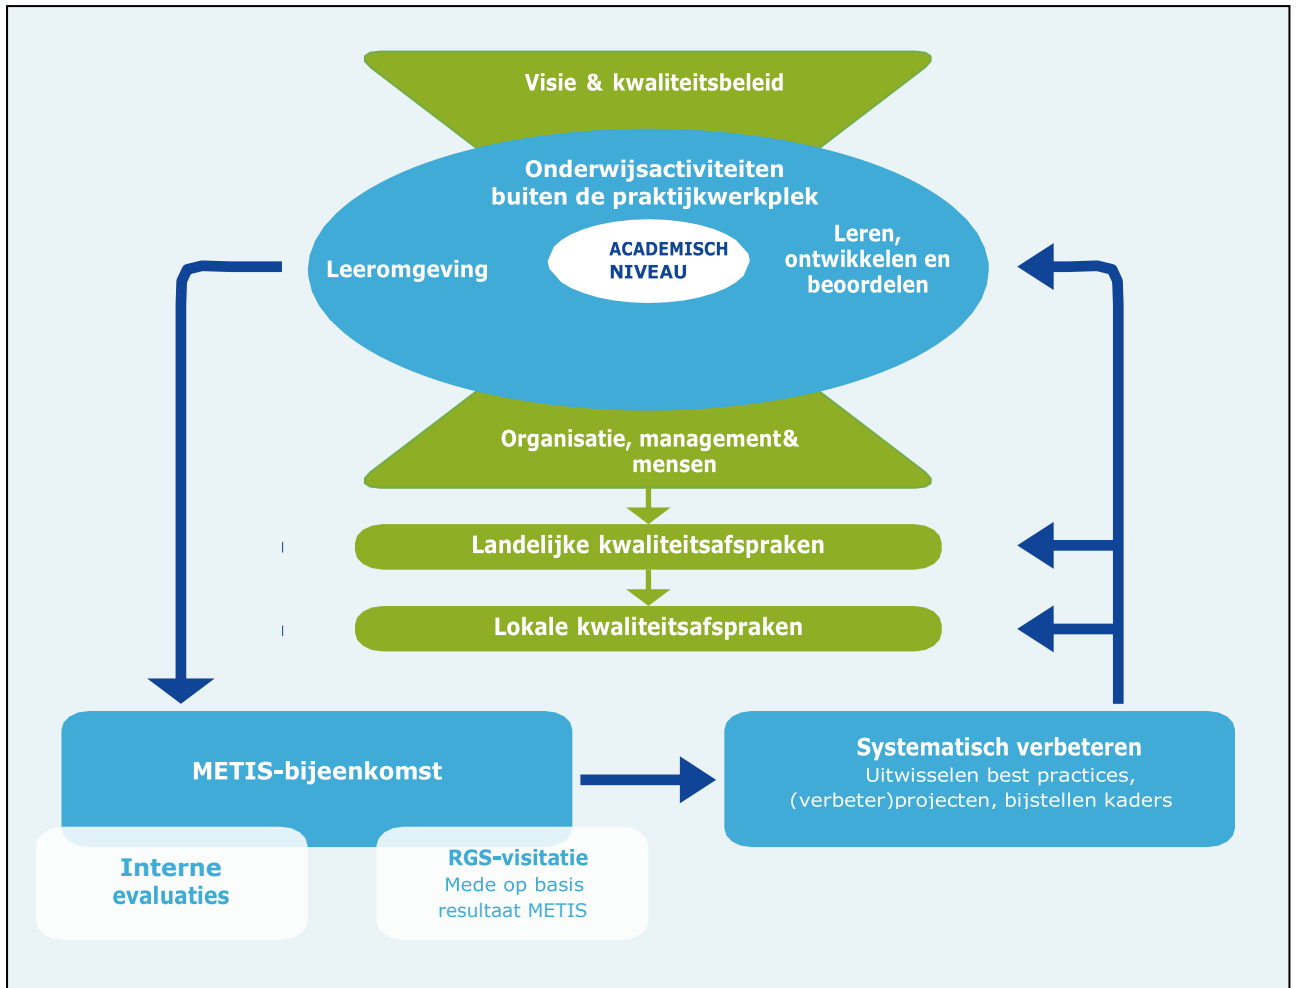 Visie & kwaliteitsbeleid
Onderwijsactiviteiten
buiten de praktijkwerkplek
Leeromgeving
ACADEMISCH
NIVEAU
Leren,
ontwikkelen en
beoordelen
Organisatie, management&
mensen
Landelijke kwaliteitsafspraken
Lokale kwaliteitsafspraken
METIS-bijeenkomst
Interne
evaluaties
RGS-visitatie
Mede op basis
resultaat METIS
Systematisch verbeteren
Uitwisselen best practices,
(verbeter)projecten, bijstellen kaders